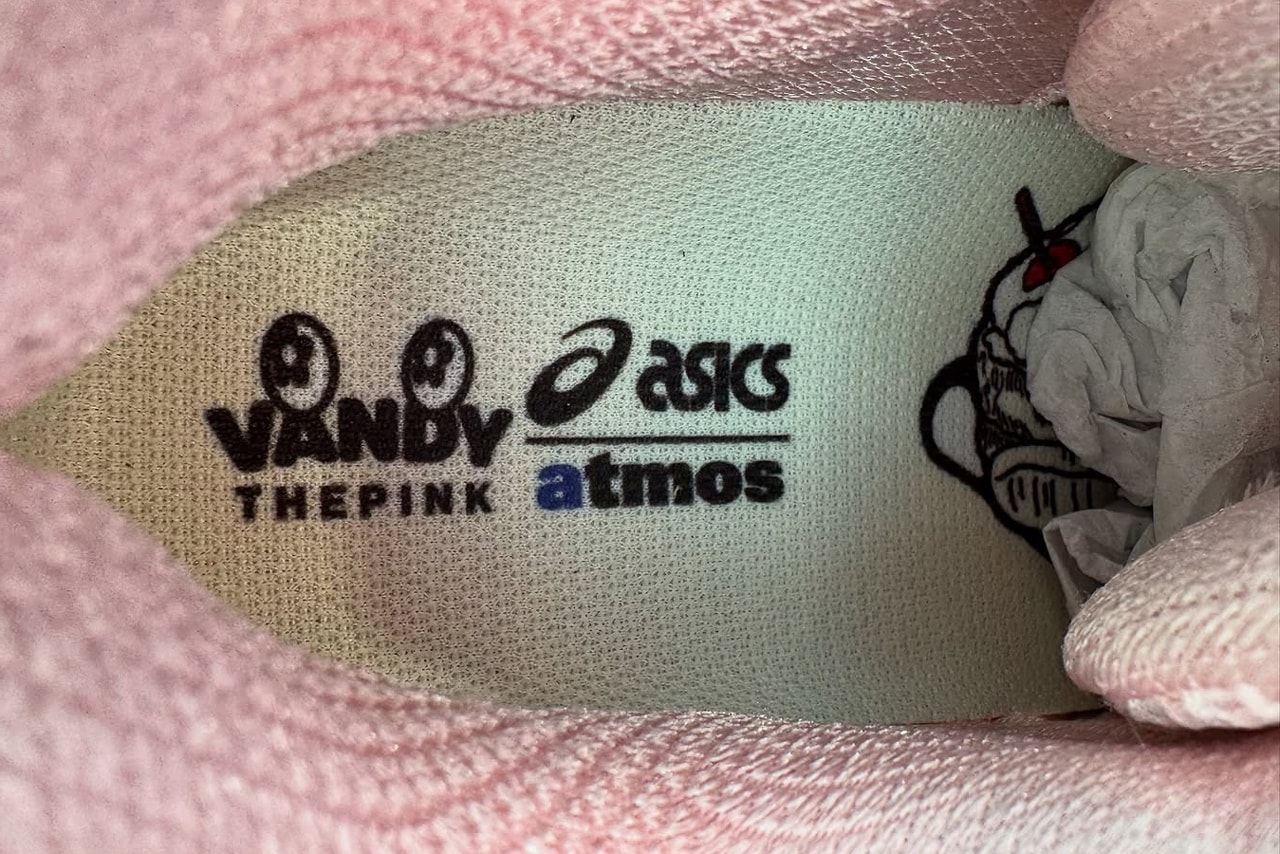 VANDY
THEPINK
asics
atmos